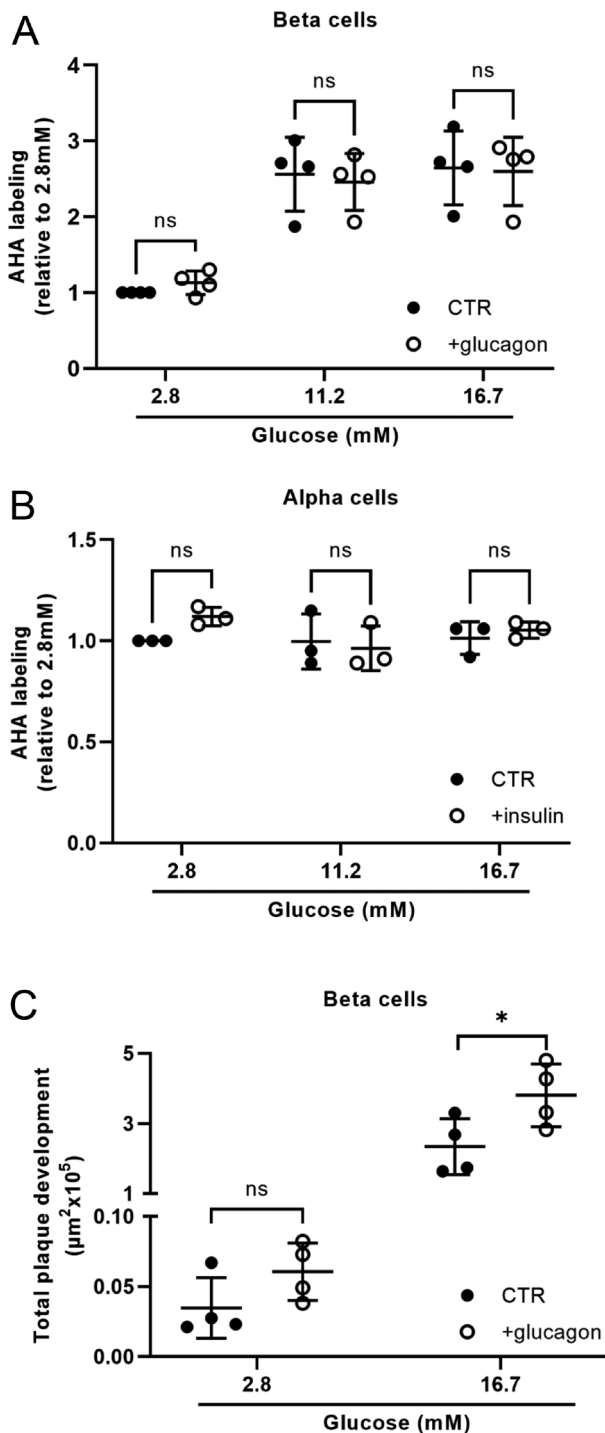 A
Beta cells
AHA labeling
(relative to 2.8mM)
4
3
2
1
0
ns
ns
ns
CTR
+glucagon
2.8
11.2
16.7
Glucose (mM)
B
Alpha cells
AHA labeling
(relative to 2.8mM)
1.5
1.0
0.5
0.0
ns
ns
ns
CTR
+insulin
2.8
11.2
16.7
Glucose (mM)
C
Beta cells
Total plaque development
(µm²x10⁵)
5
3
1
0.10
0.05
0.00
ns
*
CTR
+glucagon
2.8
16.7
Glucose (mM)